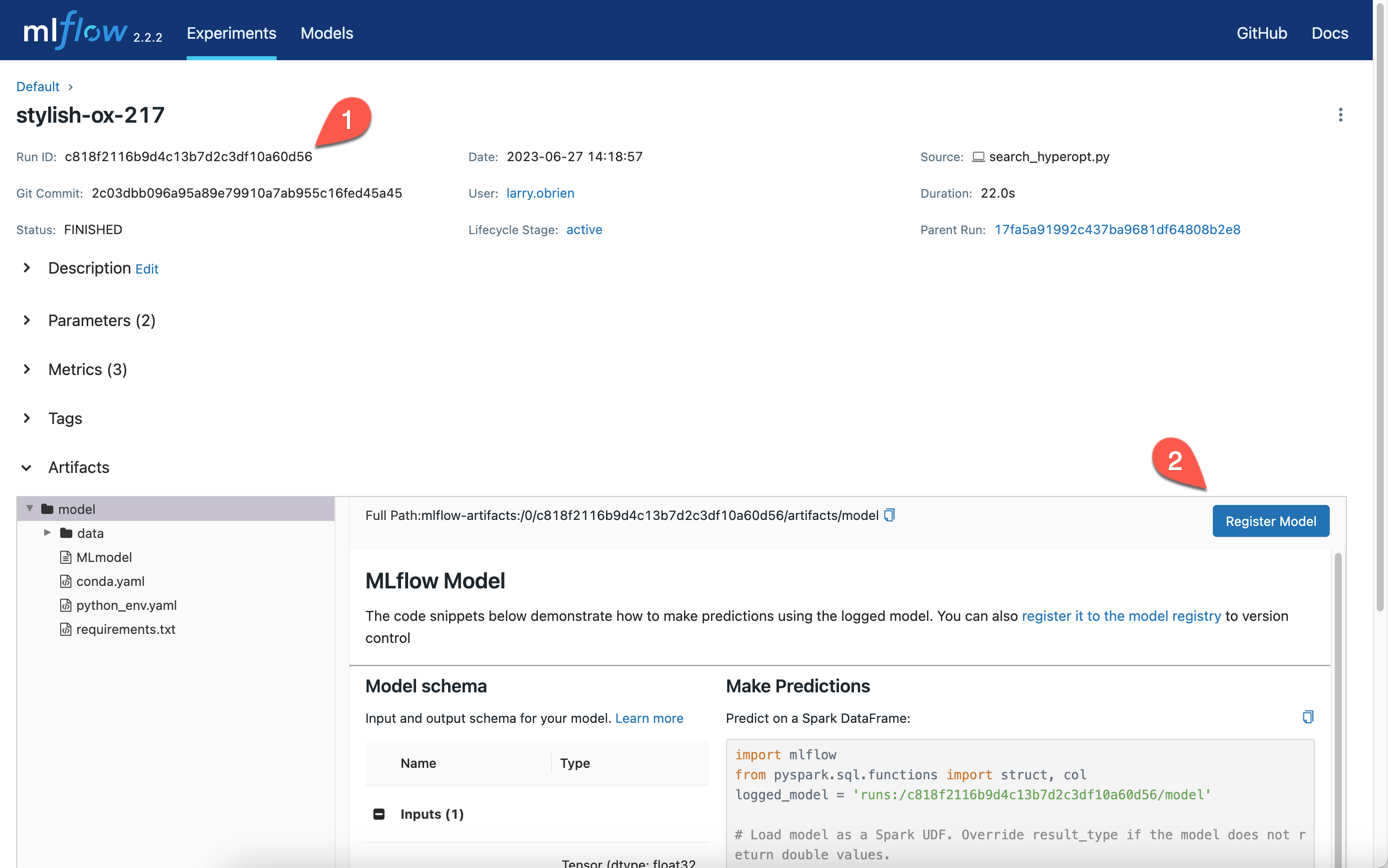 mlflow 2.2.2 Experiments Models GitHub Docs
Default
stylish-ox-217
1
Run ID: c818f2116b9d4c13b7d2c3df10a60d56 Date: 2023-06-27 14:18:57 Source: search_hyperopt.py
Git Commit: 2c03dbb096a95a89e79910a7ab955c16fed45a45 User: larry.obrien Duration: 22.0s
Status: FINISHED Lifecycle Stage: active Parent Run: 17fa5a91992c437ba9681df64808b2e8
Description Edit
Parameters (2)
Metrics (3)
Tags
Artifacts
2
model
data
MLmodel
conda.yaml
python_env.yaml
requirements.txt
Full Path:mlflow-artifacts:/0/c818f2116b9d4c13b7d2c3df10a60d56/artifacts/model
Register Model
MLflow Model
The code snippets below demonstrate how to make predictions using the logged model. You can also register it to the model registry to version
control
Model schema
Input and output schema for your model. Learn more
Name Type
Inputs (1)
Tensor (dtype: float32,
Make Predictions
Predict on a Spark DataFrame:
import mlflow
from pyspark.sql.functions import struct, col
logged_model = 'runs:/c818f2116b9d4c13b7d2c3df10a60d56/model'
# Load model as a Spark UDF. Override result_type if the model does not r
eturn double values.